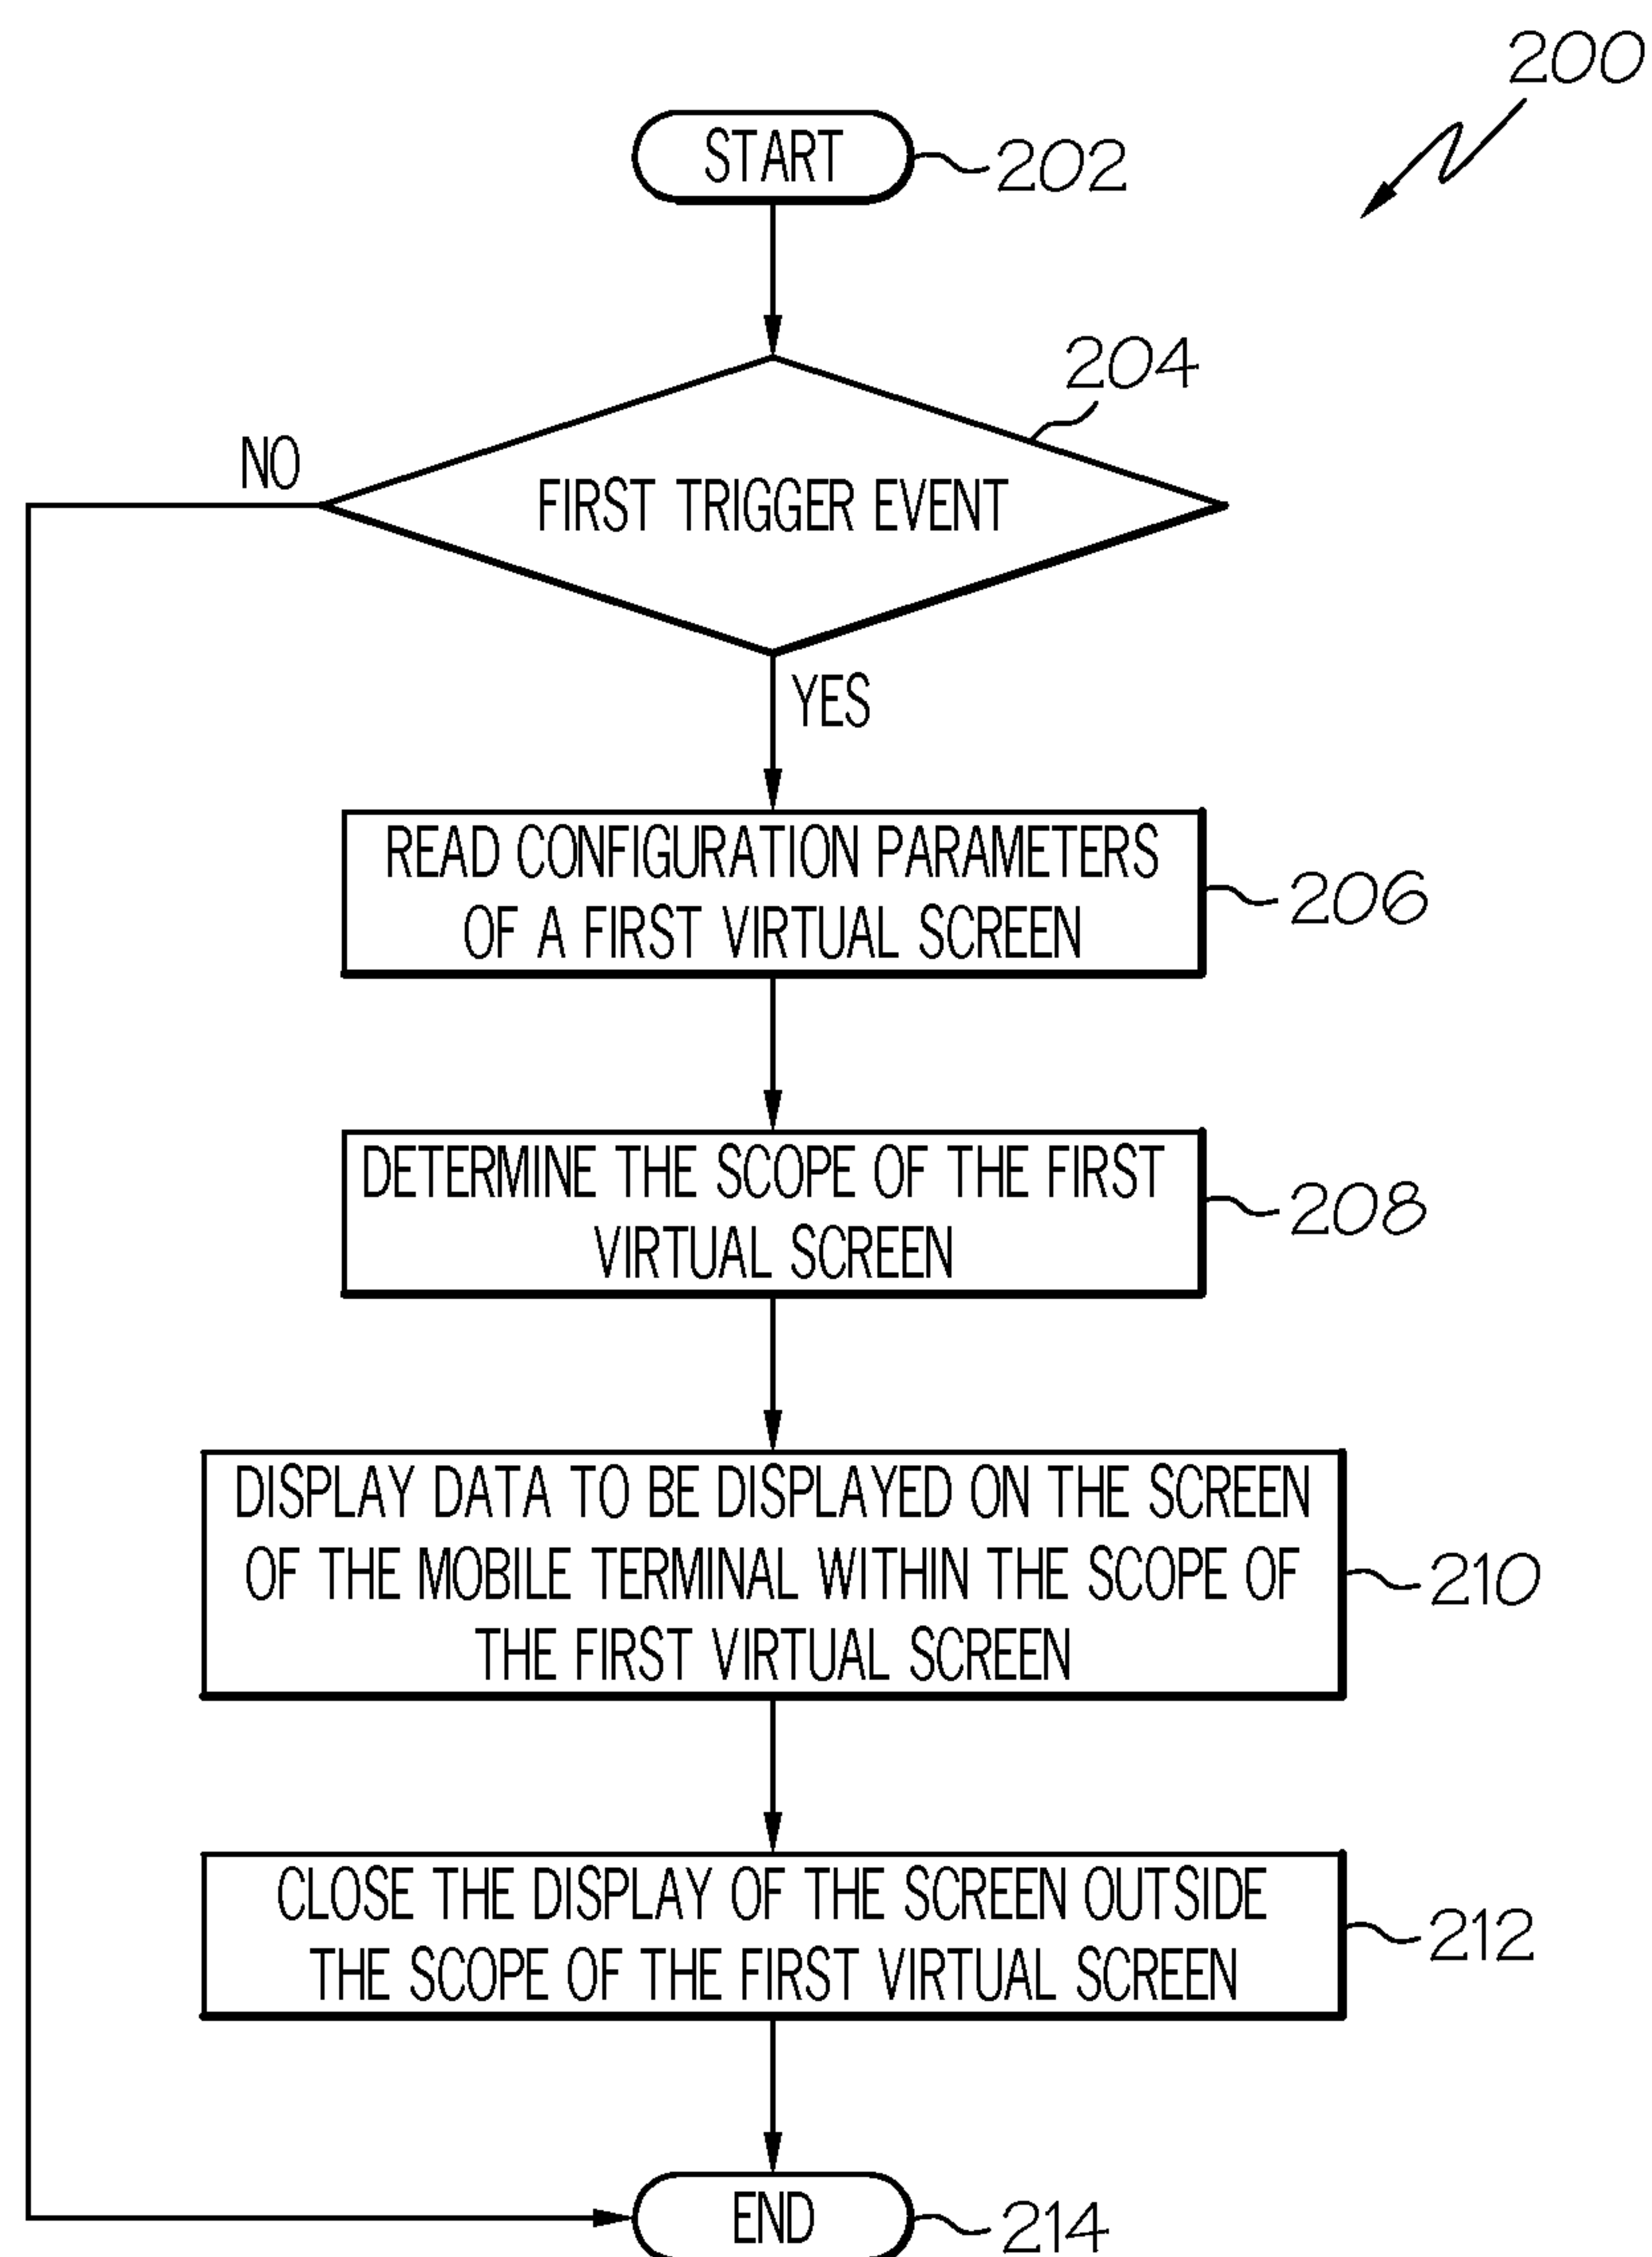 200
START
202
204
NO
FIRST TRIGGER EVENT
YES
READ CONFIGURATION PARAMETERS
OF A FIRST VIRTUAL SCREEN
206
DETERMINE THE SCOPE OF THE FIRST
VIRTUAL SCREEN
208
DISPLAY DATA TO BE DISPLAYED ON THE SCREEN
OF THE MOBILE TERMINAL WITHIN THE SCOPE OF
THE FIRST VIRTUAL SCREEN
210
CLOSE THE DISPLAY OF THE SCREEN OUTSIDE
THE SCOPE OF THE FIRST VIRTUAL SCREEN
212
END
214